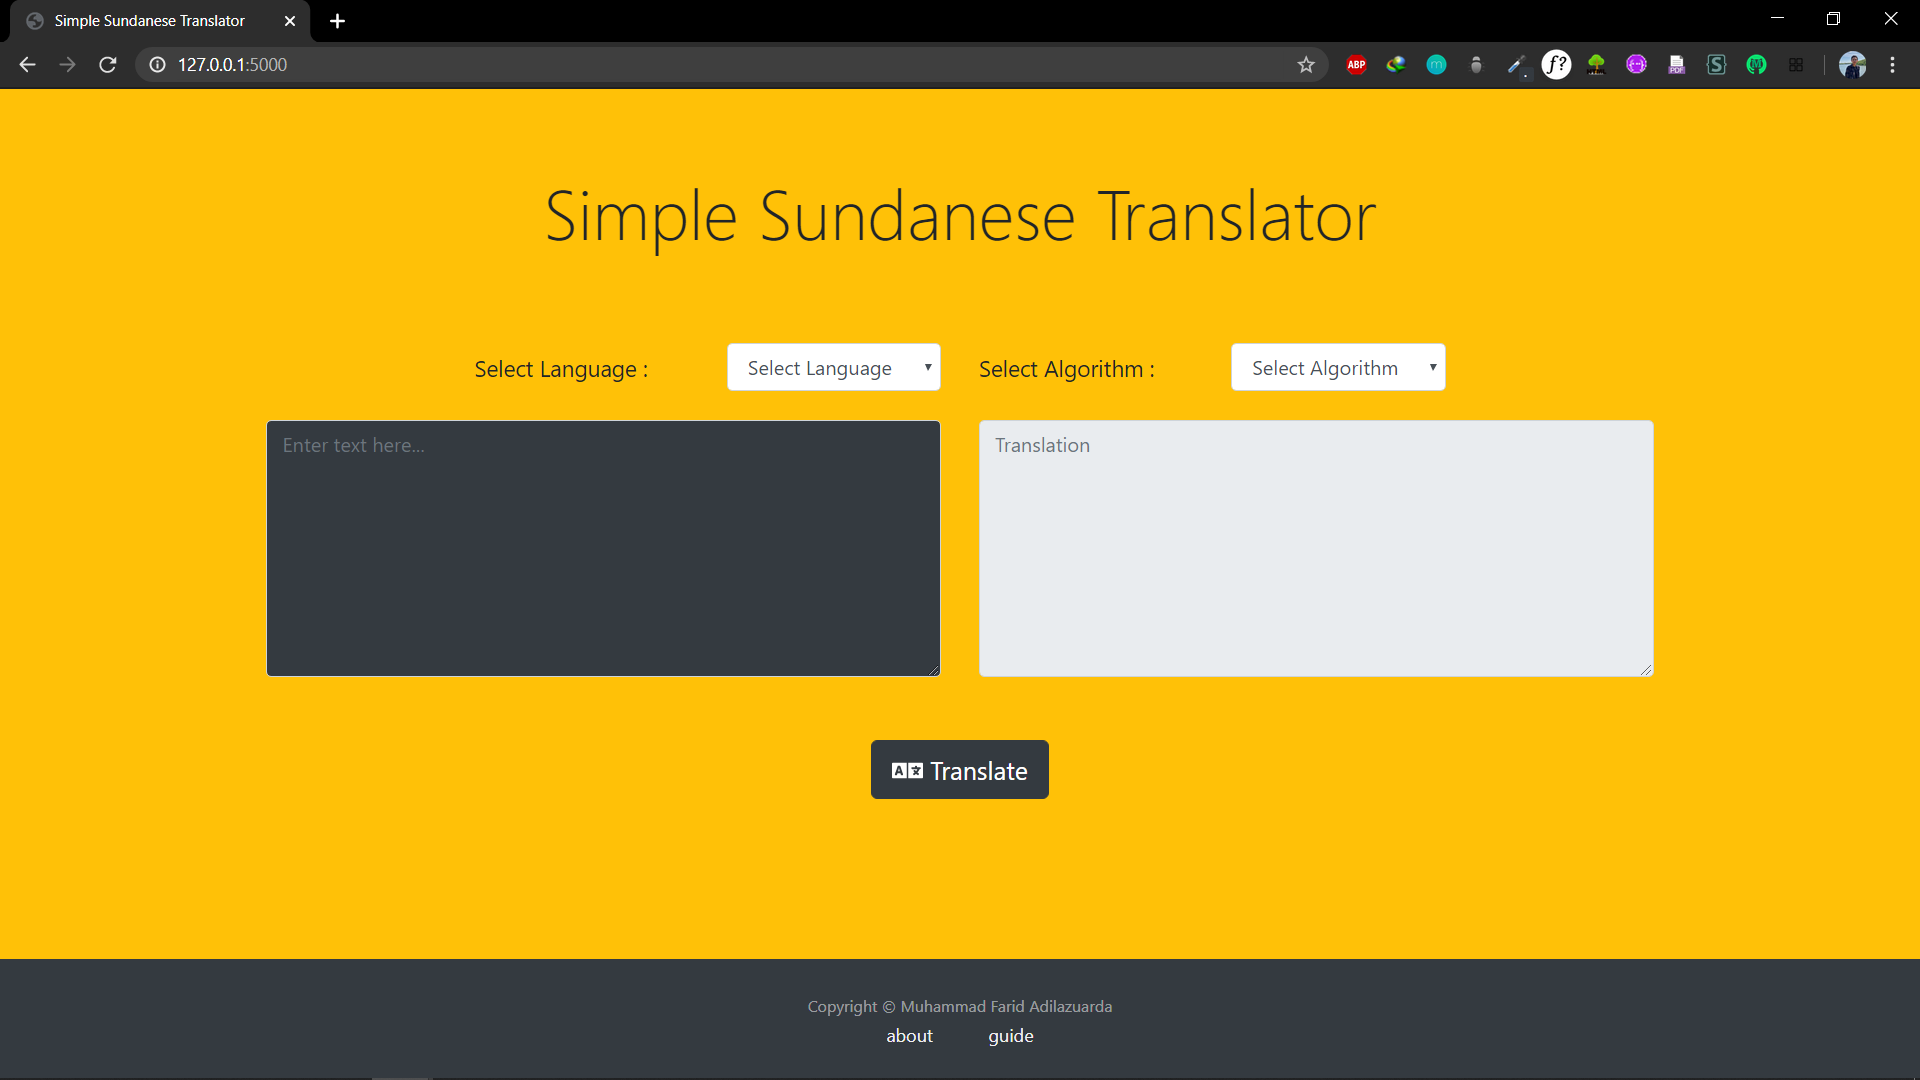 Simple Sundanese Translator
127.0.0.1:5000
ABP
m
f?
PDF
S
Simple Sundanese Translator
Select Language :
Select Language
Select Algorithm :
Select Algorithm
Enter text here...
Translation
Translate
Copyright © Muhammad Farid Adilazuarda
about guide